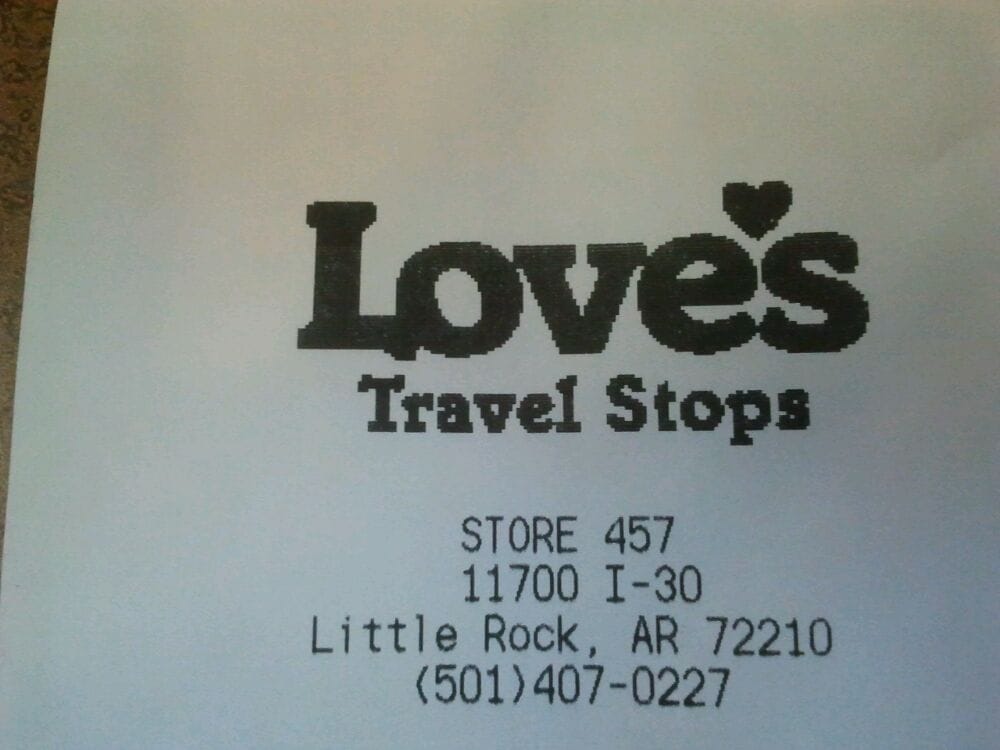 Love's
Travel Stops
STORE 457
11700 I-30
Little Rock, AR 72210
(501)407-0227